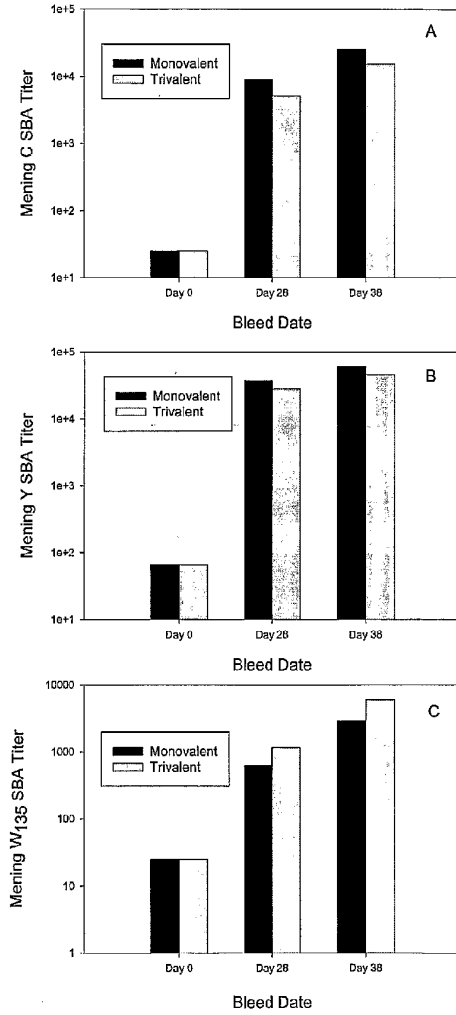 1e+5
A
Monovalent
Trivalent
1e+4
1e+3
1e+2
1e+1
Mening C SBA Titer
Day 0
Day 28
Day 38
Bleed Date
1e+5
B
Monovalent
Trivalent
1e+4
1e+3
1e+2
1e+1
Mening Y SBA Titer
Day 0
Day 28
Day 38
Bleed Date
10000
C
Monovalent
Trivalent
1000
100
10
1
Mening W135 SBA Titer
Day 0
Day 28
Day 38
Bleed Date